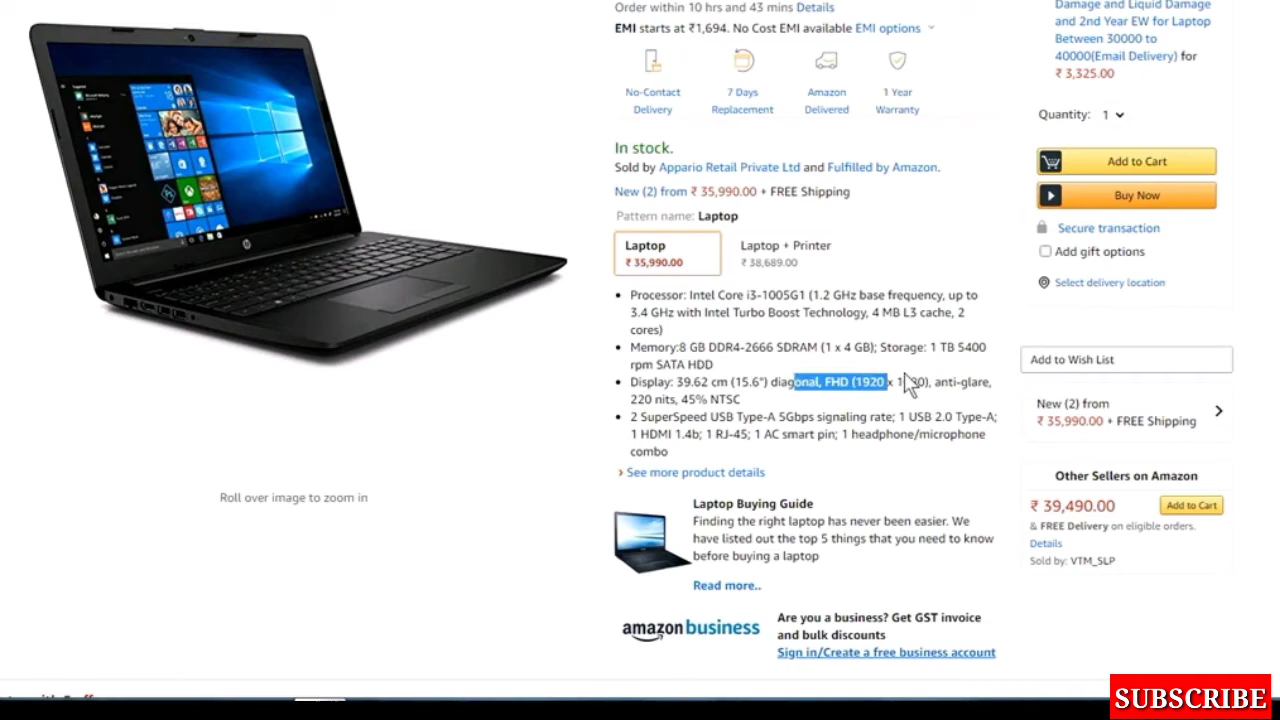 Order within 10 hrs and 43 mins Details
EMI starts at ₹1,694. No Cost EMI available EMI options
No-Contact Delivery
7 Days Replacement
Amazon Delivered
1 Year Warranty
In stock.
Sold by Appario Retail Private Ltd and Fulfilled by Amazon.
New (2) from ₹ 35,990.00 + FREE Shipping
Pattern name: Laptop
Laptop
₹ 35,990.00
Laptop + Printer
₹ 38,689.00
Processor: Intel Core i3-1005G1 (1.2 GHz base frequency, up to
3.4 GHz with Intel Turbo Boost Technology, 4 MB L3 cache, 2
cores)
Memory:8 GB DDR4-2666 SDRAM (1 x 4 GB); Storage: 1 TB 5400
rpm SATA HDD
Display: 39.62 cm (15.6") diagonal, FHD (1920 x anti-glare,
220 nits, 45% NTSC
2 SuperSpeed USB Type-A 5Gbps signaling rate; 1 USB 2.0 Type-A;
1 HDMI 1.4b; 1 RJ-45; 1 AC smart pin; 1 headphone/microphone
combo
› See more product details
Roll over image to zoom in
Laptop Buying Guide
Finding the right laptop has never been easier. We
have listed out the top 5 things that you need to know
before buying a laptop
Read more..
amazon business
Are you a business? Get GST invoice
and bulk discounts
Sign in/Create a free business account
Damage and Liquid Damage
and 2nd Year EW for Laptop
Between 30000 to
40000(Email Delivery) for
₹ 3,325.00
Quantity: 1
Add to Cart
Buy Now
Secure transaction
Add gift options
Select delivery location
Add to Wish List
New (2) from
₹ 35,990.00 + FREE Shipping
Other Sellers on Amazon
₹ 39,490.00
Add to Cart
& FREE Delivery on eligible orders.
Details
Sold by: VTM_SLP
hp
SUBSCRIBE